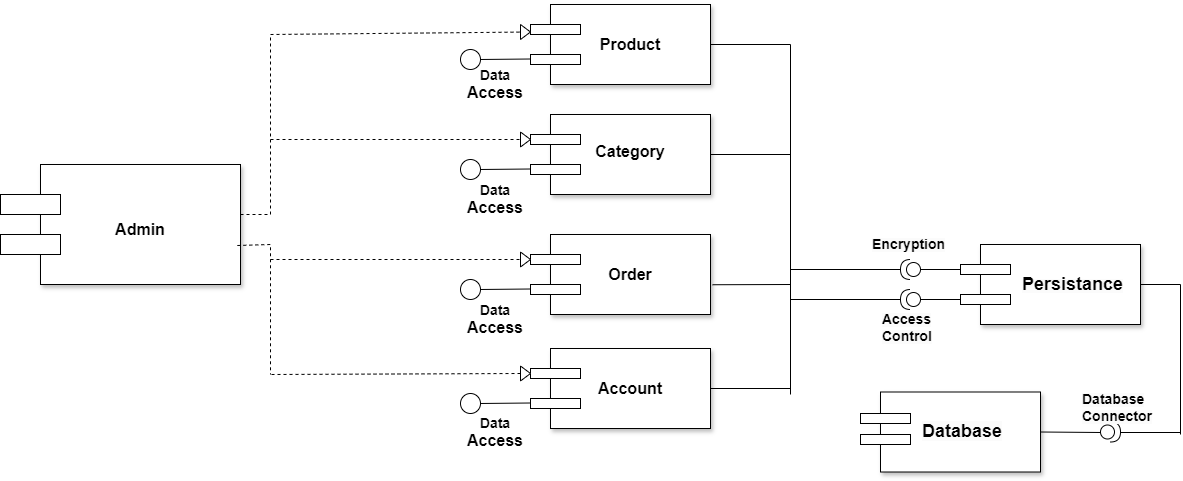 Product
Data
Access
Category
Data
Access
Admin
Order
Data
Access
Encryption
Persistance
Access
Control
Account
Data
Access
Database
Connector
Database